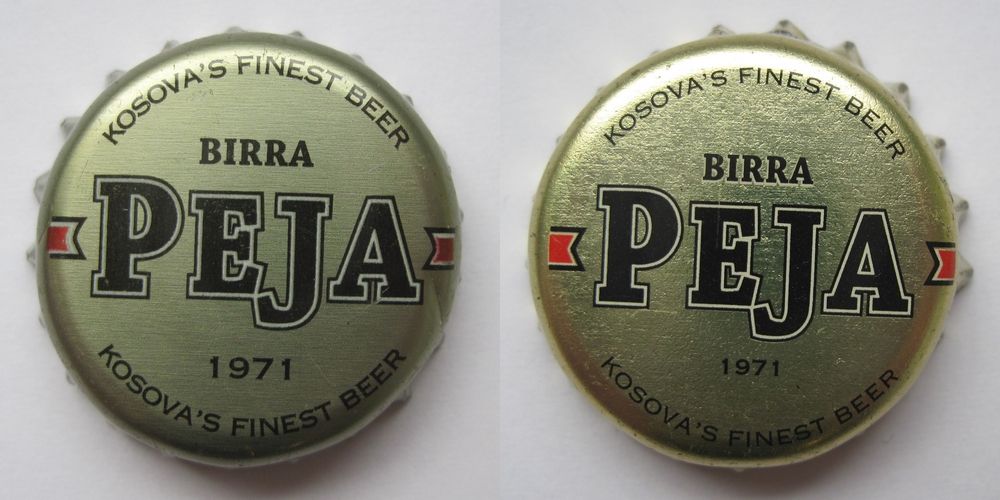 KOSOVA'S FINEST BEER
BIRRA
PEJA
1971
KOSOVA'S FINEST BEER
KOSOVA'S FINEST BEER
BIRRA
PEJA
1971
KOSOVA'S FINEST BEER